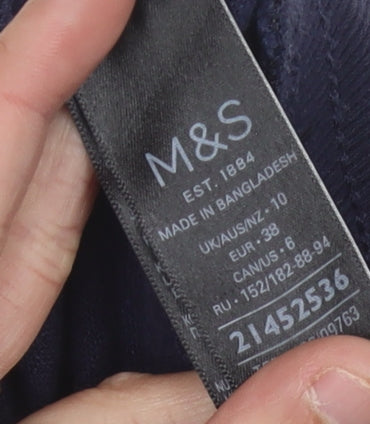 M&S
EST. 1884
MADE IN BANGLADESH
UK/AUS/NZ • 10
EUR • 38
CAN/US • 6
RU • 152/182-88-94
21452536